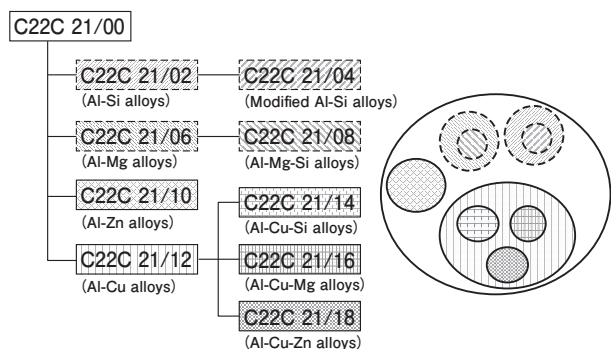 C22C 21/00
C22C 21/02
(Al-Si alloys)
C22C 21/04
(Modified Al-Si alloys)
C22C 21/06
(Al-Mg alloys)
C22C 21/08
(Al-Mg-Si alloys)
C22C 21/10
(Al-Zn alloys)
C22C 21/12
(Al-Cu alloys)
C22C 21/14
(Al-Cu-Si alloys)
C22C 21/16
(Al-Cu-Mg alloys)
C22C 21/18
(Al-Cu-Zn alloys)